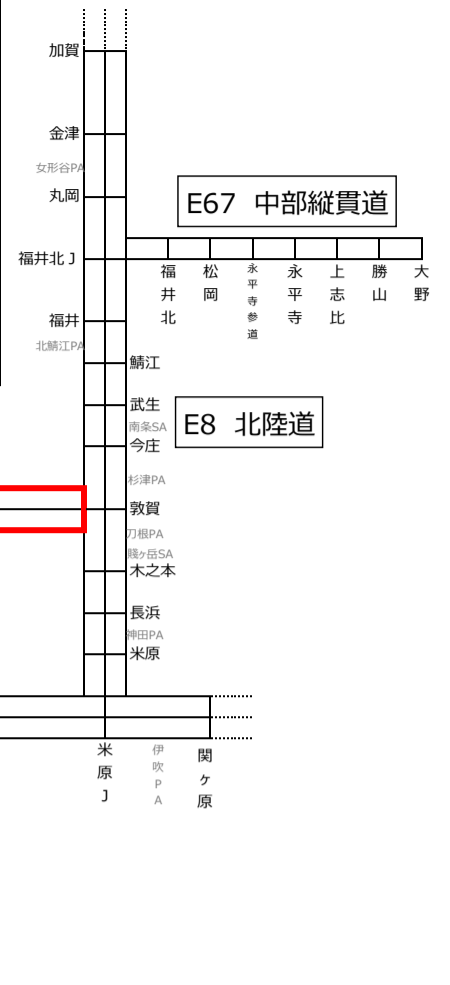 加賀
金津
女形谷PA
丸岡
E67 中部縦貫道
福井北J
福井北
松岡
永平寺参道
永平寺
上志比
勝山
大野
福井
北鯖江PA
鯖江
武生
南条SA
E8 北陸道
今庄
杉津PA
敦賀
刀根PA
賤ヶ岳SA
木之本
長浜
神田PA
米原
米原J
伊吹PA
関ヶ原